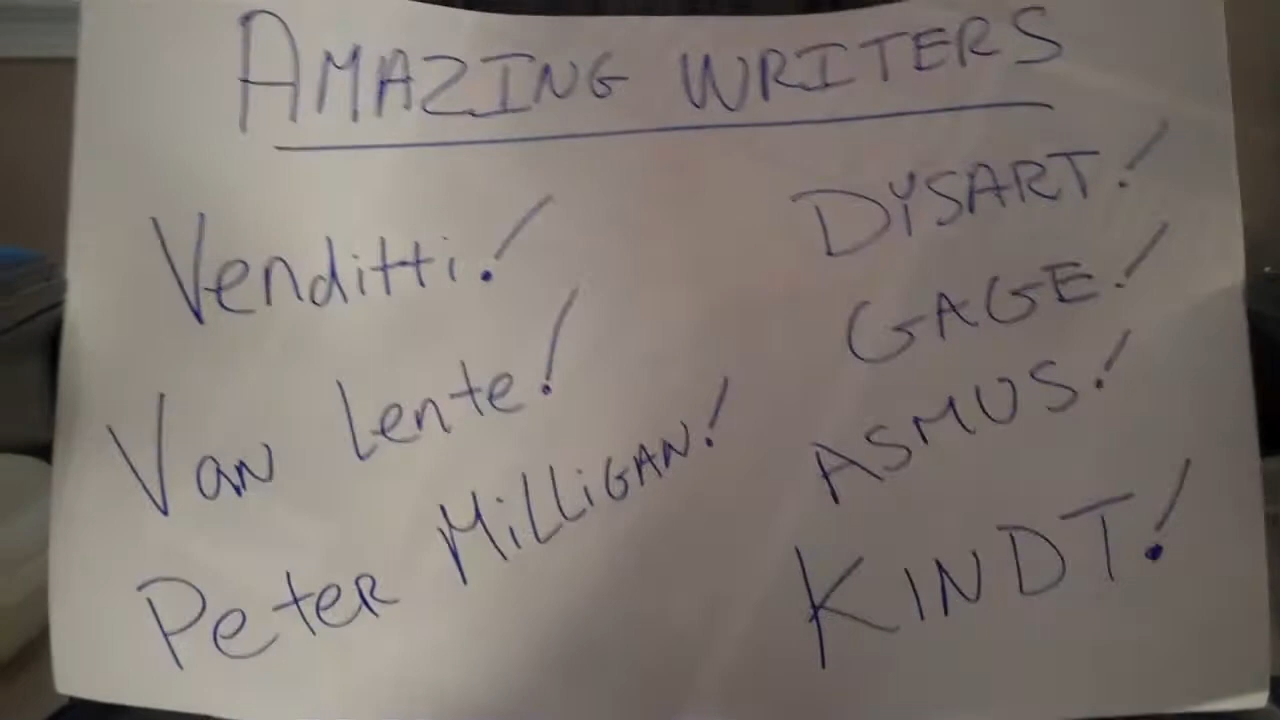 AMAZING WRITERS
Venditti!
Van Lente!
Peter MilliGAN!
DYSART!
GAGE!
ASMUS!
KINDT!